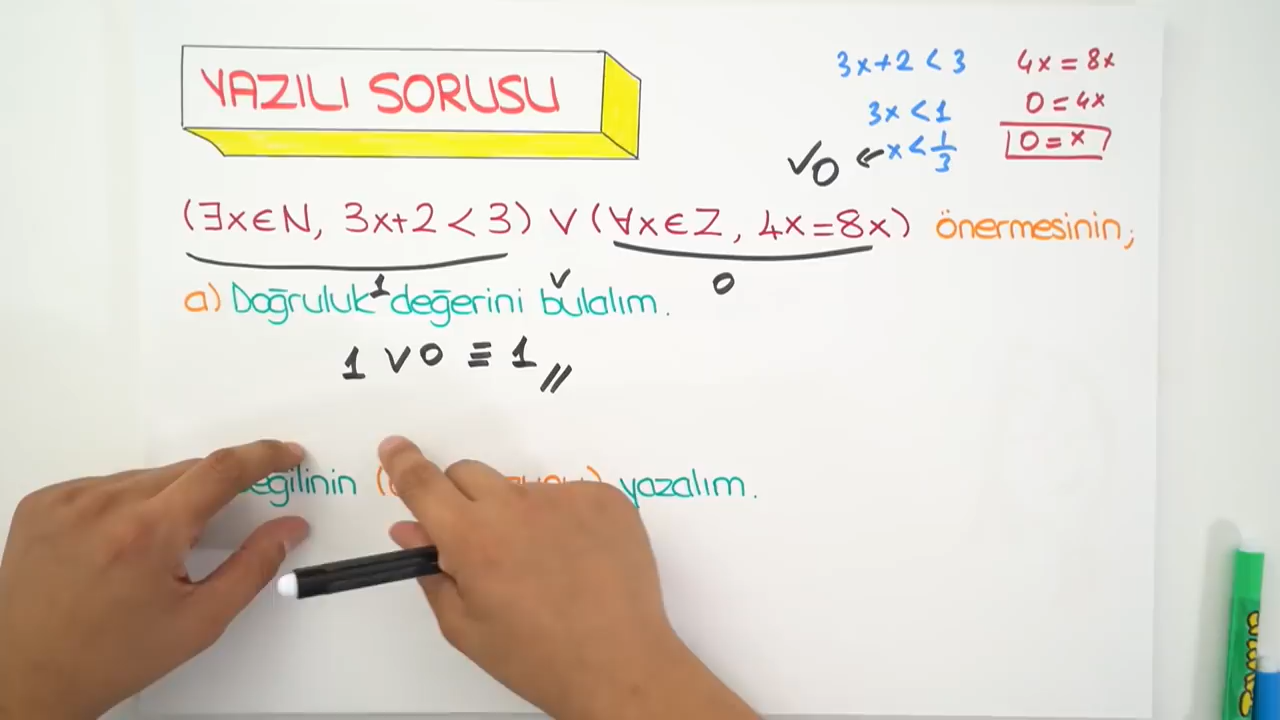 YAZILI SORUSU
3x+2 < 3
3x < 1
✓0 ← x < 1/3
4x = 8x
0 = 4x
0 = x
(∃x∈N, 3x+2 < 3) ∨ (∀x∈Z, 4x=8x) önermesinin;
1 ∨ 0
a) Doğruluk değerini bulalım.
1 ∨ 0 ≡ 1 //
yazalım.